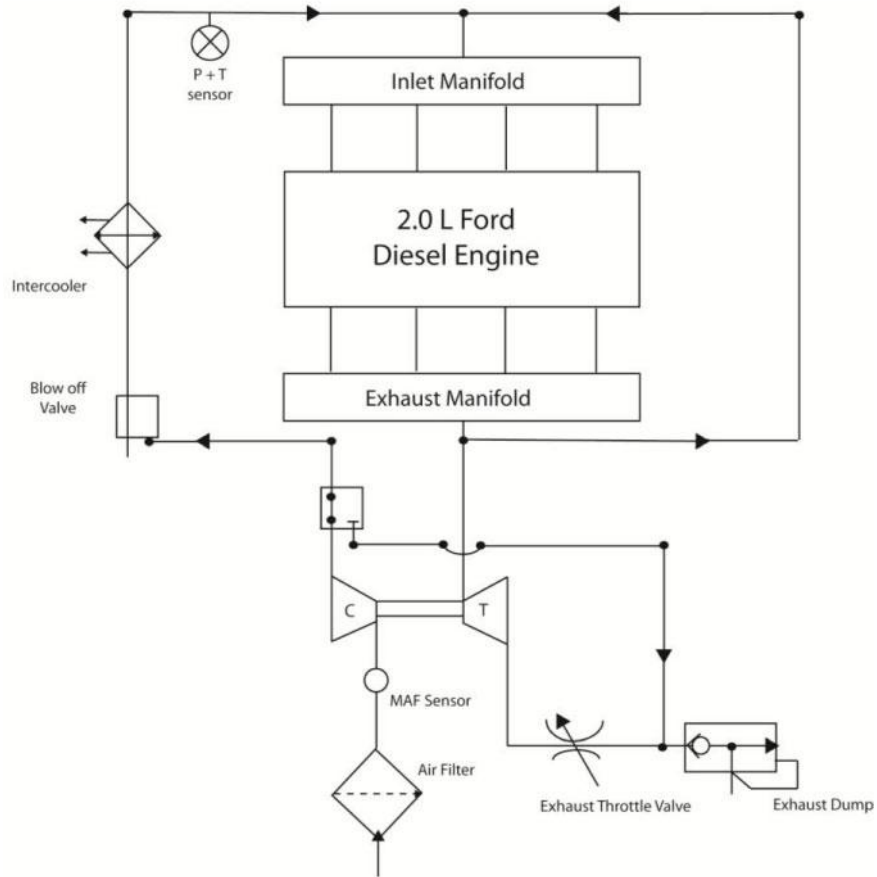 P + T
sensor
Inlet Manifold
2.0 L Ford
Diesel Engine
Intercooler
Blow off
Valve
Exhaust Manifold
C
T
MAF Sensor
Air Filter
Exhaust Throttle Valve
Exhaust Dump